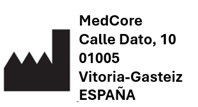 MedCore
Calle Dato, 10
01005
Vitoria-Gasteiz
ESPAÑA